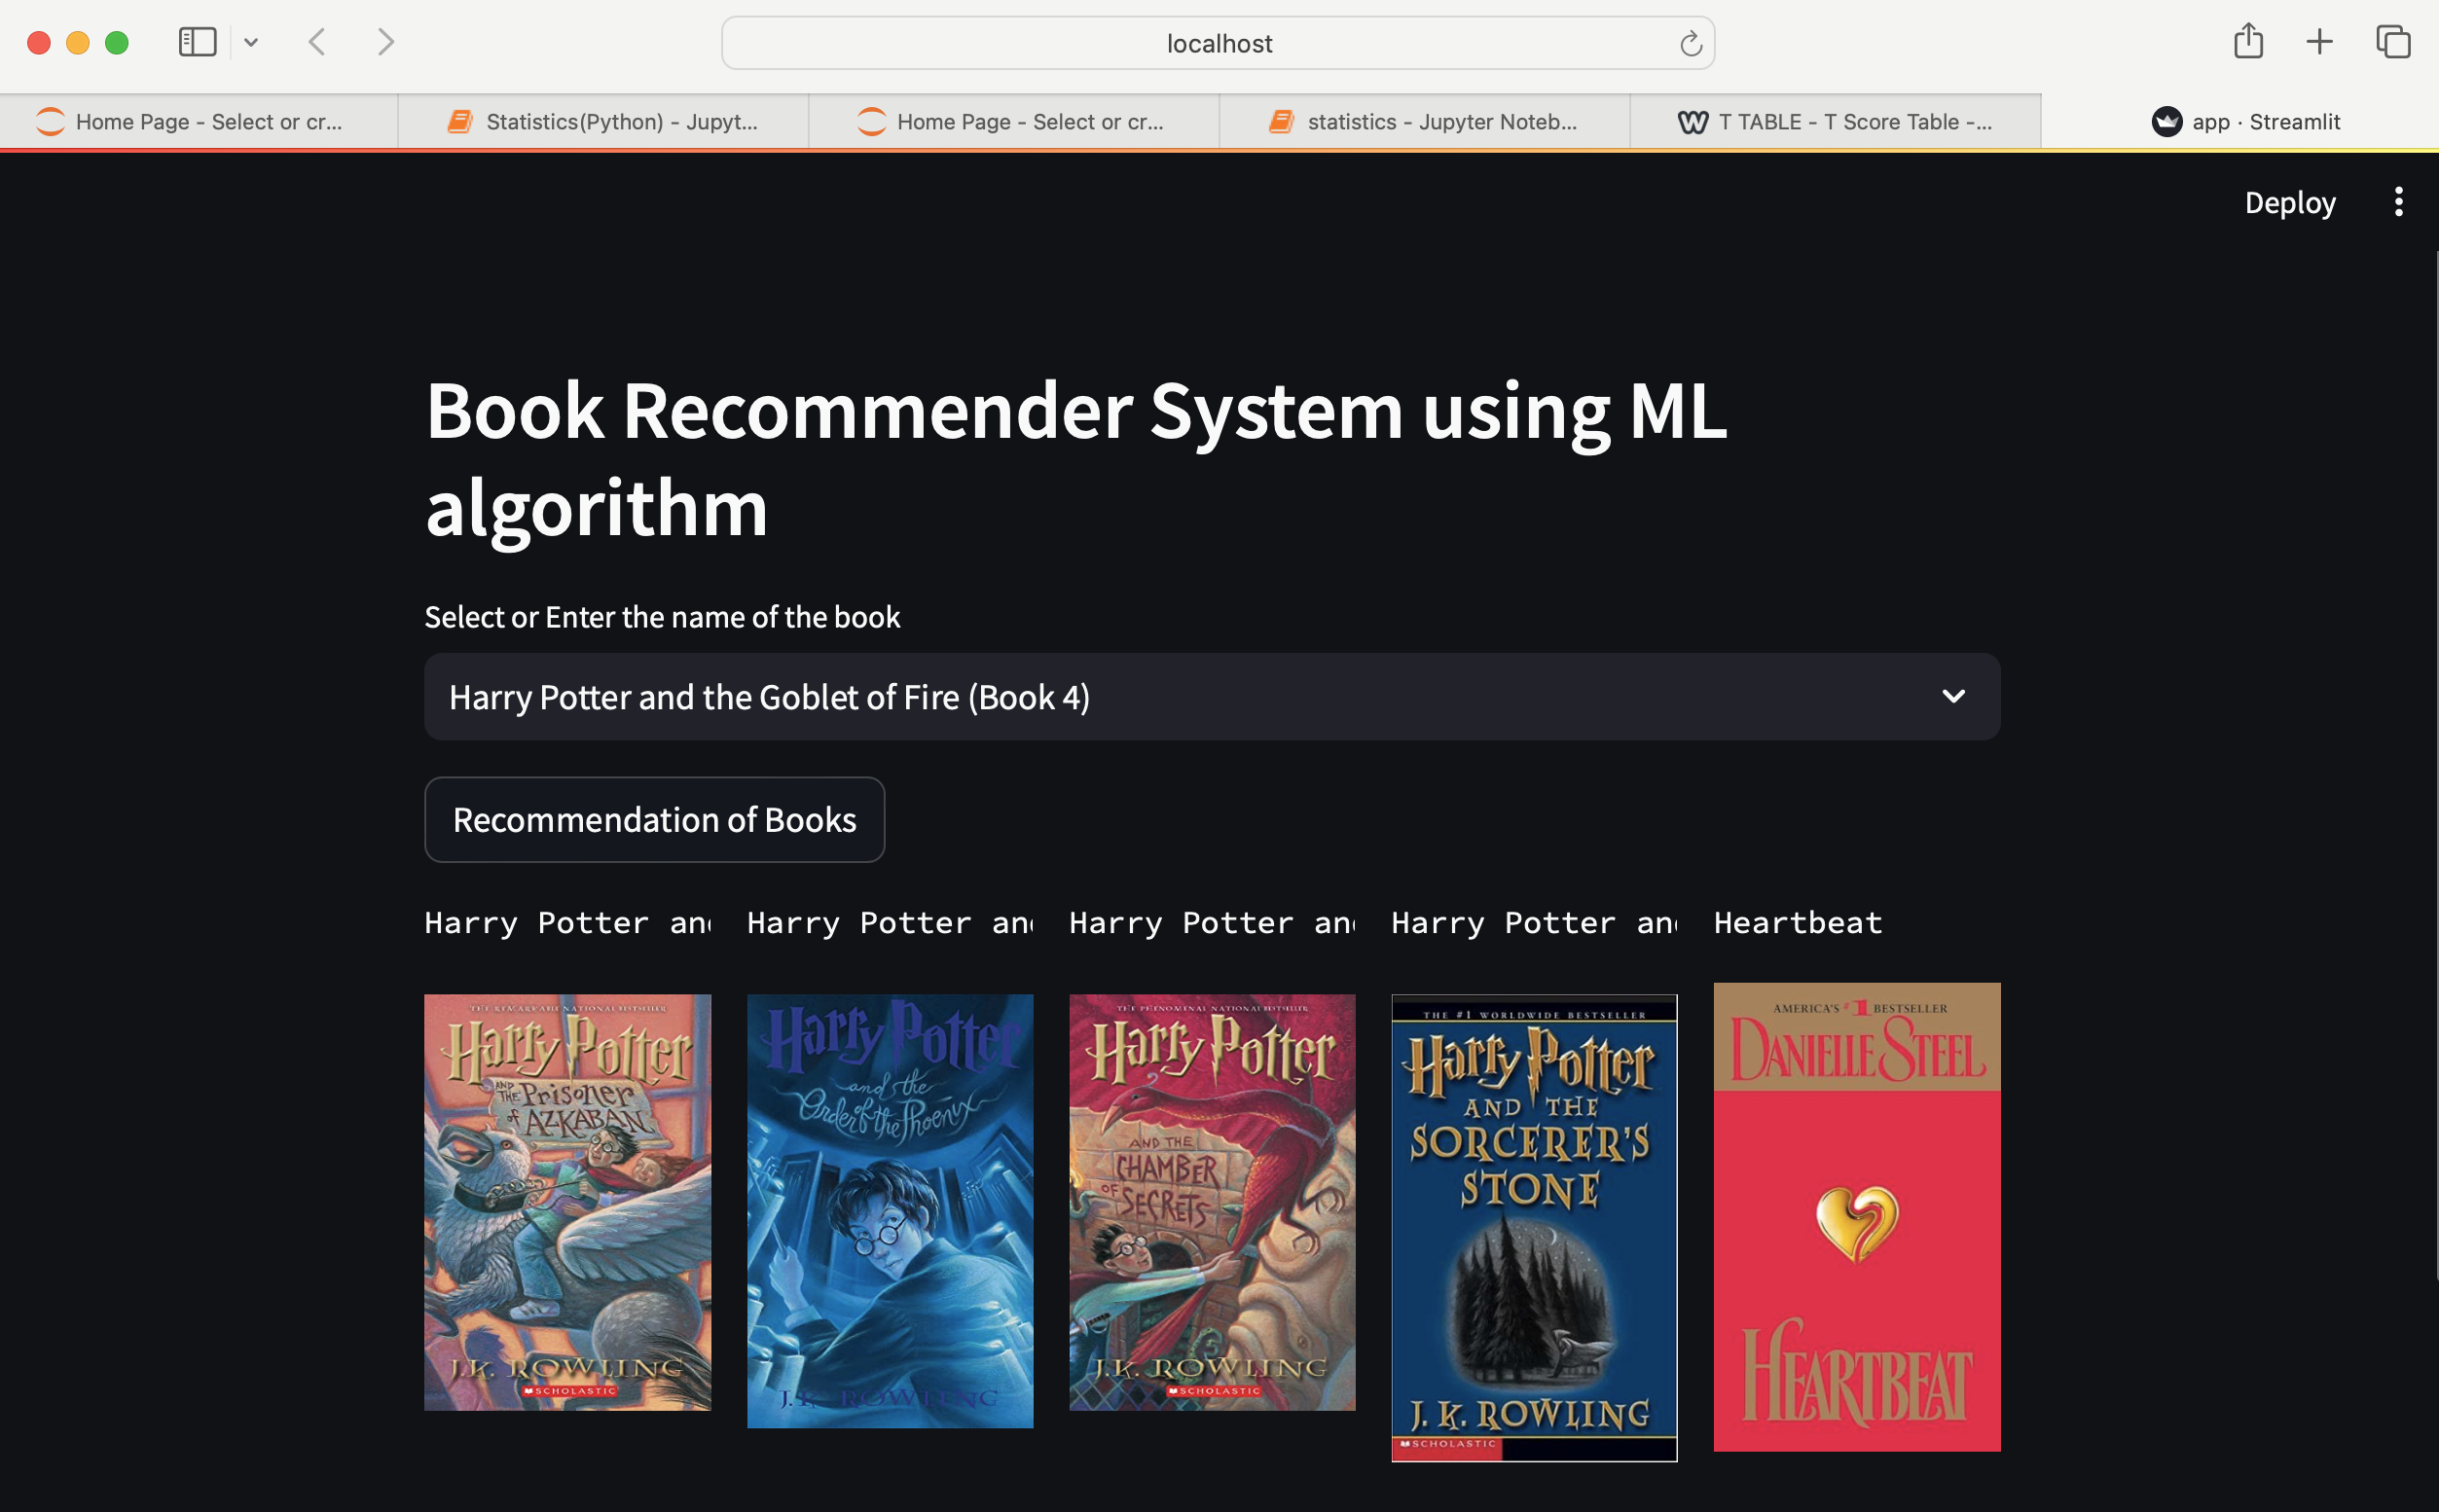 localhost
Home Page - Select or cr...
Statistics(Python) - Jupyt...
Home Page - Select or cr...
statistics - Jupyter Noteb...
T TABLE - T Score Table -...
app · Streamlit
Deploy
Book Recommender System using ML
algorithm
Select or Enter the name of the book
Harry Potter and the Goblet of Fire (Book 4)
Recommendation of Books
Harry Potter and
Harry Potter and
Harry Potter and
Harry Potter and
Heartbeat
THE REMARKABLE NATIONAL BESTSELLER
Harry Potter
AND THE Prisoner
of AZKABAN
J.K. ROWLING
SCHOLASTIC
Harry Potter
and the
Order of the Phoenix
J.K. ROWLING
THE PHENOMENAL NATIONAL BESTSELLER
Harry Potter
AND THE
CHAMBER
OF SECRETS
J.K. ROWLING
SCHOLASTIC
THE #1 WORLDWIDE BESTSELLER
Harry Potter
AND THE
SORCERER'S
STONE
J. K. ROWLING
SCHOLASTIC
AMERICA'S #1 BESTSELLER
DANIELLE STEEL
HEARTBEAT